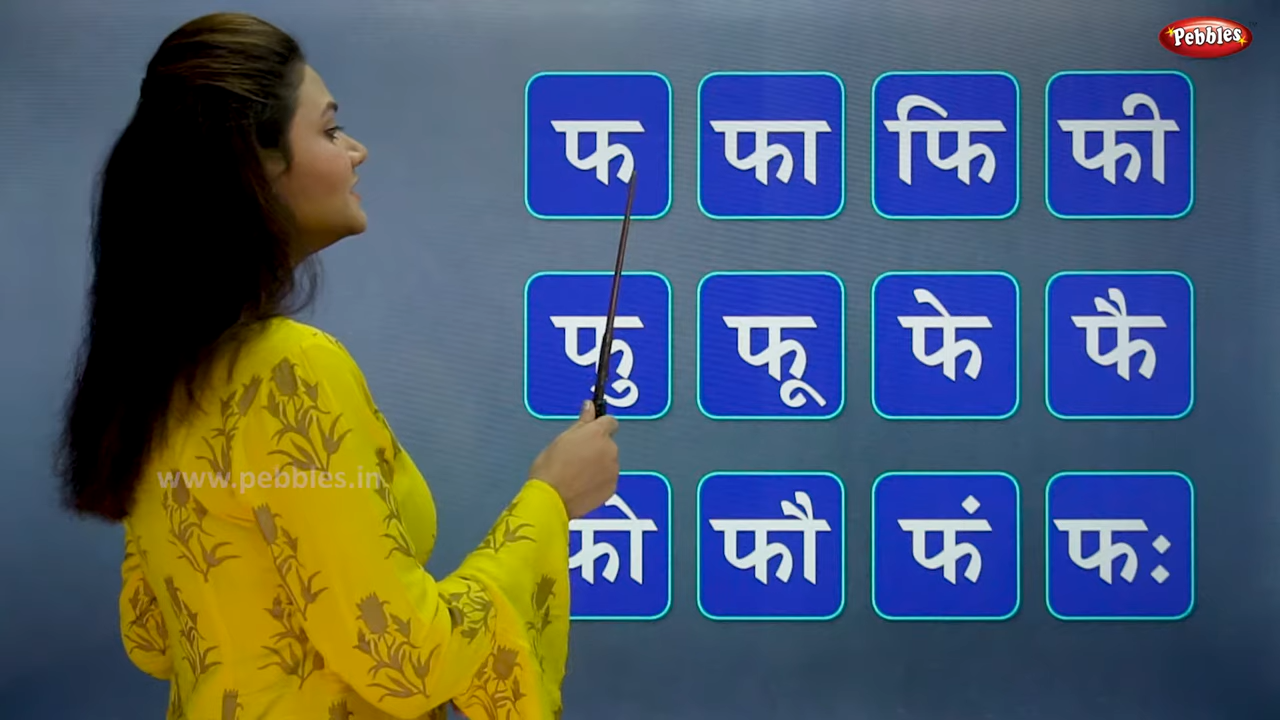 Pebbles
फ फा फि फी
फु फू फे फै
फो फौ फं फः
www.pebbles.in